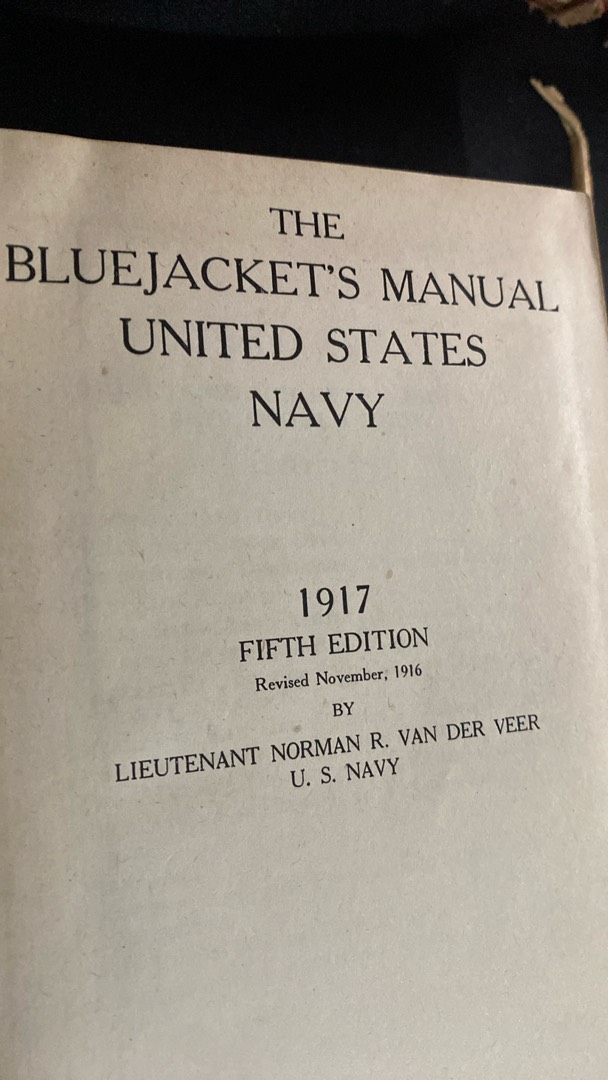 THE
BLUEJACKET'S MANUAL
UNITED STATES
NAVY
1917
FIFTH EDITION
Revised November, 1916
BY
LIEUTENANT NORMAN R. VAN DER VEER
U. S. NAVY